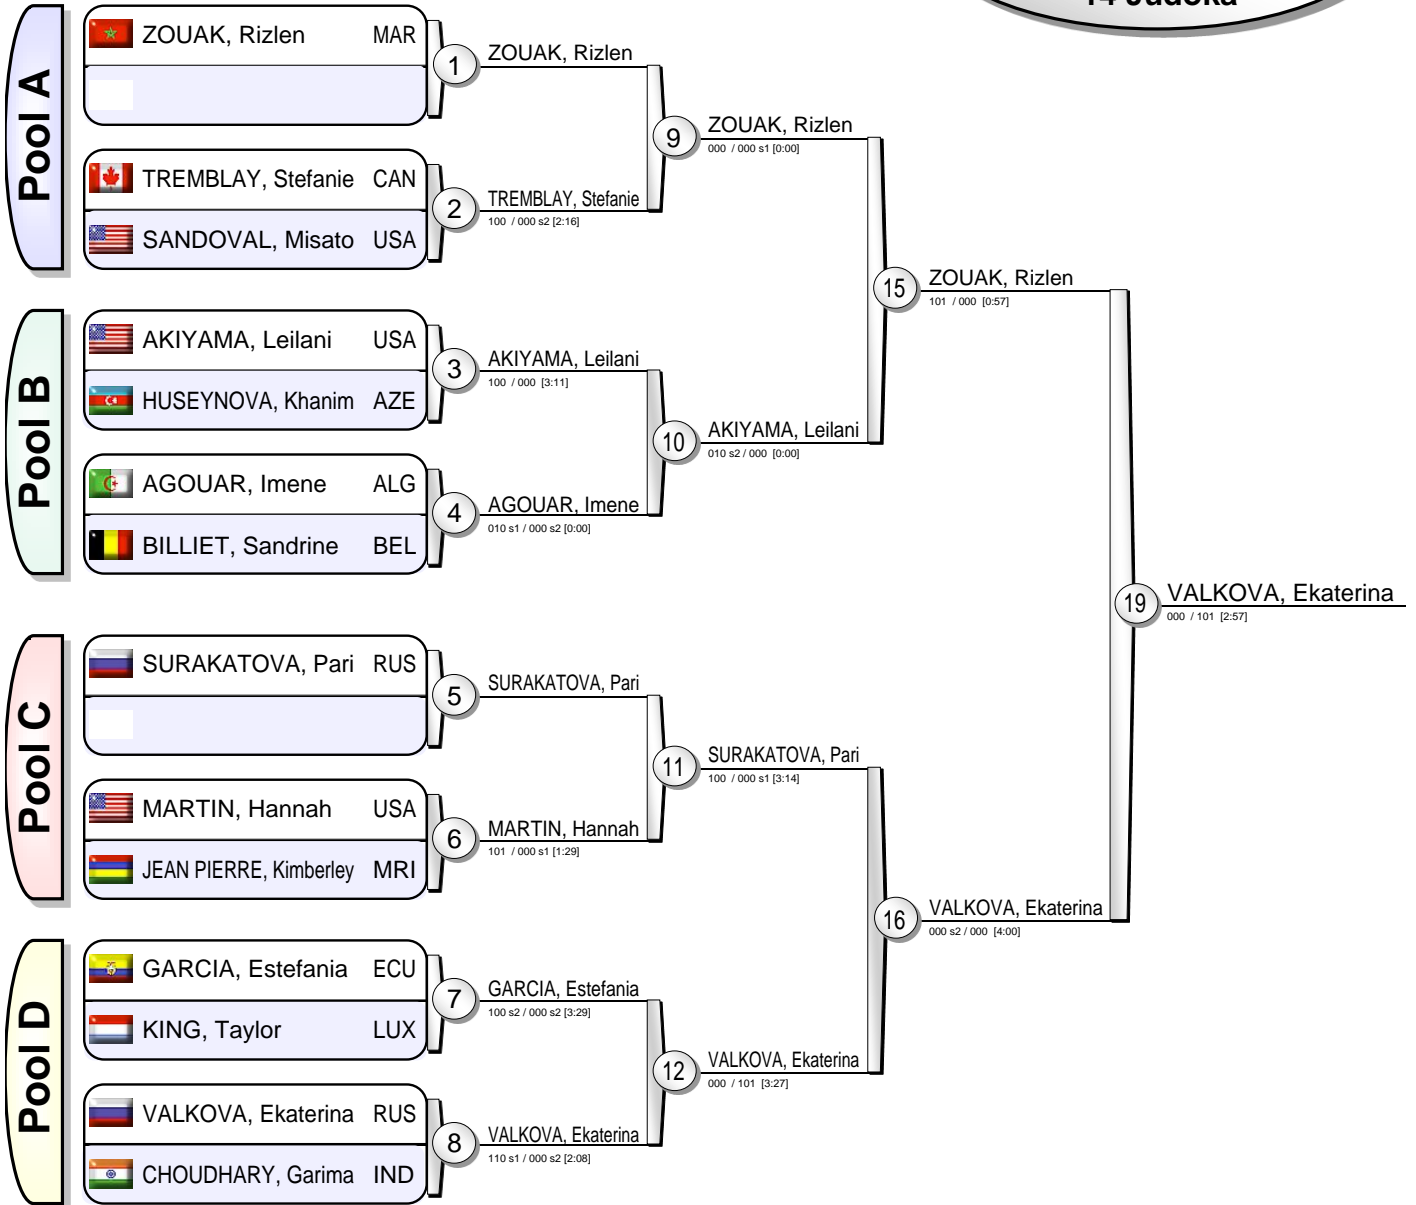 14 Judoka
Pool A
ZOUAK, Rizlen MAR
TREMBLAY, Stefanie CAN
SANDOVAL, Misato USA
Pool B
AKIYAMA, Leilani USA
HUSEYNOVA, Khanim AZE
AGOUAR, Imene ALG
BILLIET, Sandrine BEL
Pool C
SURAKATOVA, Pari RUS
MARTIN, Hannah USA
JEAN PIERRE, Kimberley MRI
Pool D
GARCIA, Estefania ECU
KING, Taylor LUX
VALKOVA, Ekaterina RUS
CHOUDHARY, Garima IND
1 ZOUAK, Rizlen
2 TREMBLAY, Stefanie
100 / 000 s2 [2:16]
3 AKIYAMA, Leilani
100 / 000 [3:11]
4 AGOUAR, Imene
010 s1 / 000 s2 [0:00]
5 SURAKATOVA, Pari
6 MARTIN, Hannah
101 / 000 s1 [1:29]
7 GARCIA, Estefania
100 s2 / 000 s2 [3:29]
8 VALKOVA, Ekaterina
110 s1 / 000 s2 [2:08]
9 ZOUAK, Rizlen
000 / 000 s1 [0:00]
10 AKIYAMA, Leilani
010 s2 / 000 [0:00]
11 SURAKATOVA, Pari
100 / 000 s1 [3:14]
12 VALKOVA, Ekaterina
000 / 101 [3:27]
15 ZOUAK, Rizlen
101 / 000 [0:57]
16 VALKOVA, Ekaterina
000 s2 / 000 [4:00]
19 VALKOVA, Ekaterina
000 / 101 [2:57]